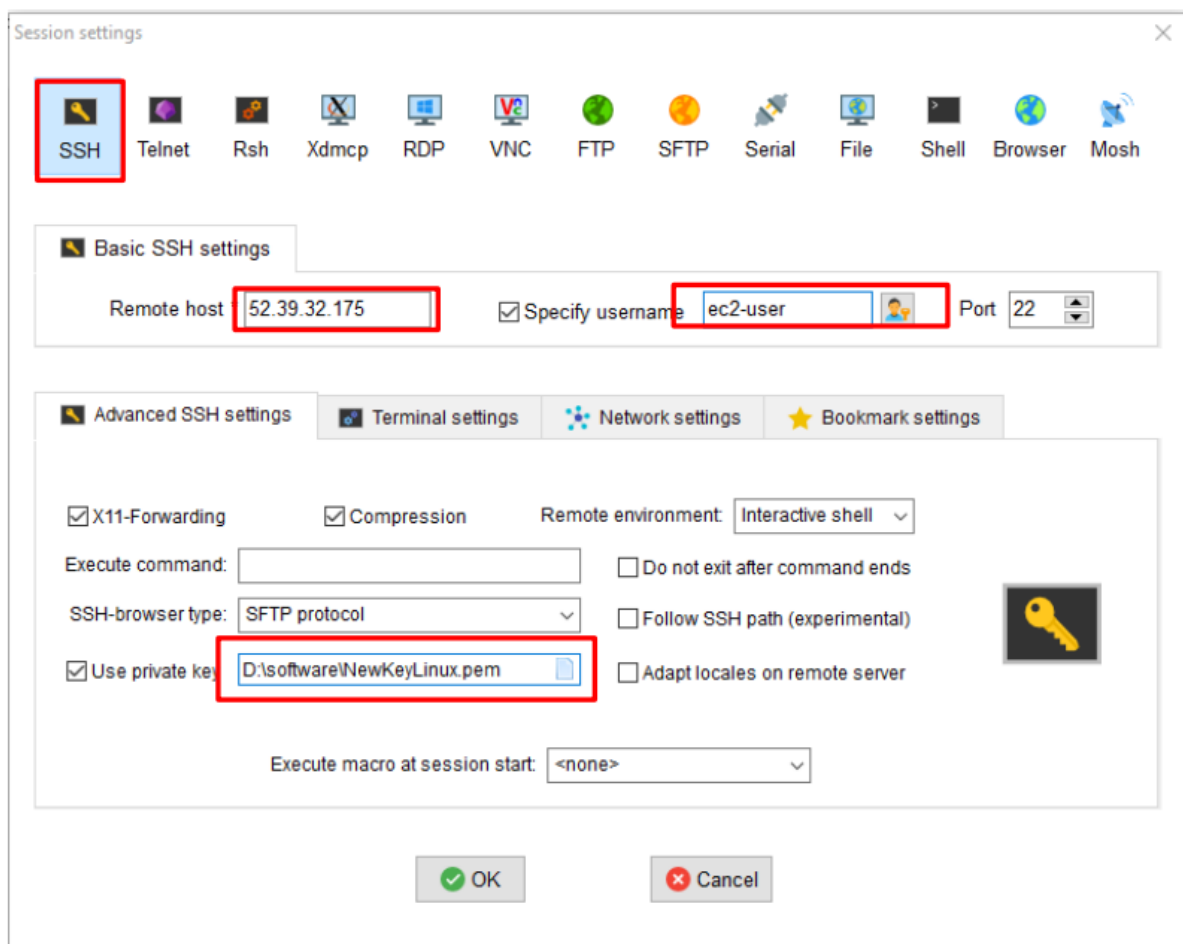 Session settings
SSH Telnet Rsh Xdmcp RDP VNC FTP SFTP Serial File Shell Browser Mosh
Basic SSH settings
Remote host * 52.39.32.175 Specify username ec2-user Port 22
Advanced SSH settings Terminal settings Network settings Bookmark settings
X11-Forwarding Compression Remote environment: Interactive shell
Execute command: Do not exit after command ends
SSH-browser type: SFTP protocol Follow SSH path (experimental)
Use private key D:\software\NewKeyLinux.pem Adapt locales on remote server
Execute macro at session start: <none>
OK Cancel